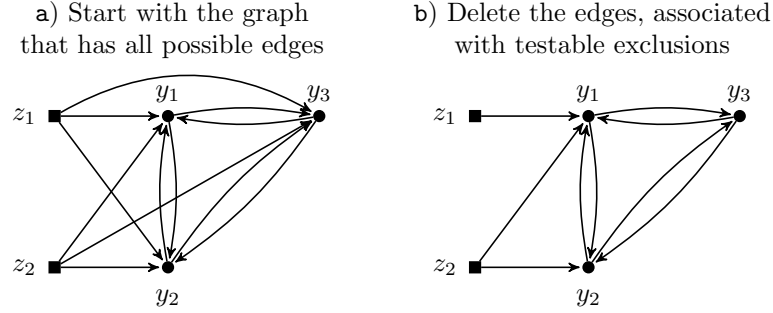 a) Start with the graph
that has all possible edges
y₁
y₃
z₁
z₂
y₂
b) Delete the edges, associated
with testable exclusions
y₁
y₃
z₁
z₂
y₂